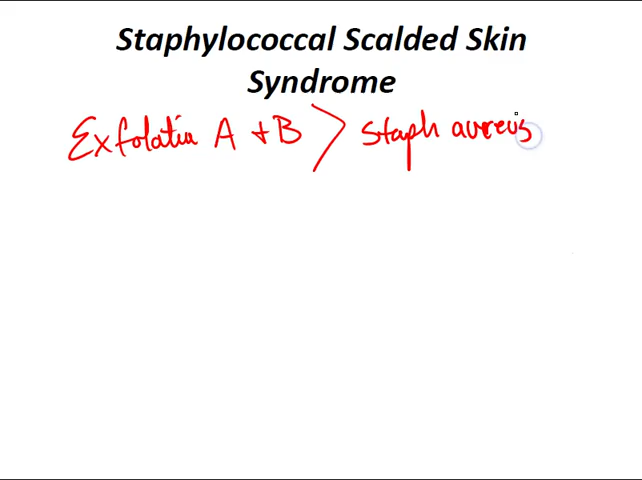 Staphylococcal Scalded Skin
Syndrome
Exfolatin A + B > Staph aureus